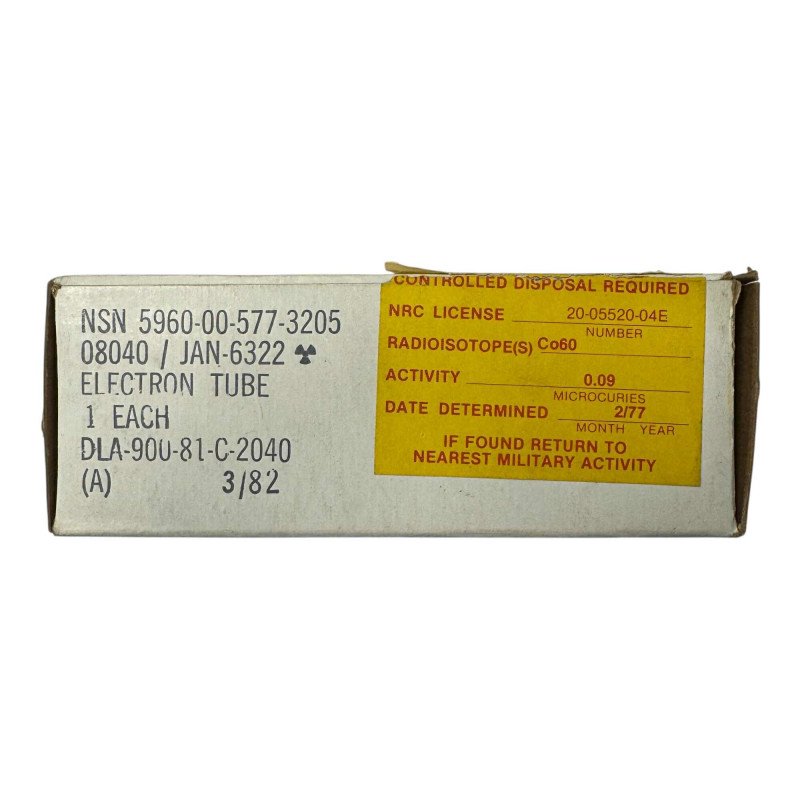 NSN 5960-00-577-3205
08040 / JAN-6322
ELECTRON TUBE
1 EACH
DLA-900-81-C-2040
(A) 3/82
CONTROLLED DISPOSAL REQUIRED
NRC LICENSE 20-05520-04E
NUMBER
RADIOISOTOPE(S) Co60
ACTIVITY 0.09
MICROCURIES
DATE DETERMINED 2/77
MONTH YEAR
IF FOUND RETURN TO
NEAREST MILITARY ACTIVITY